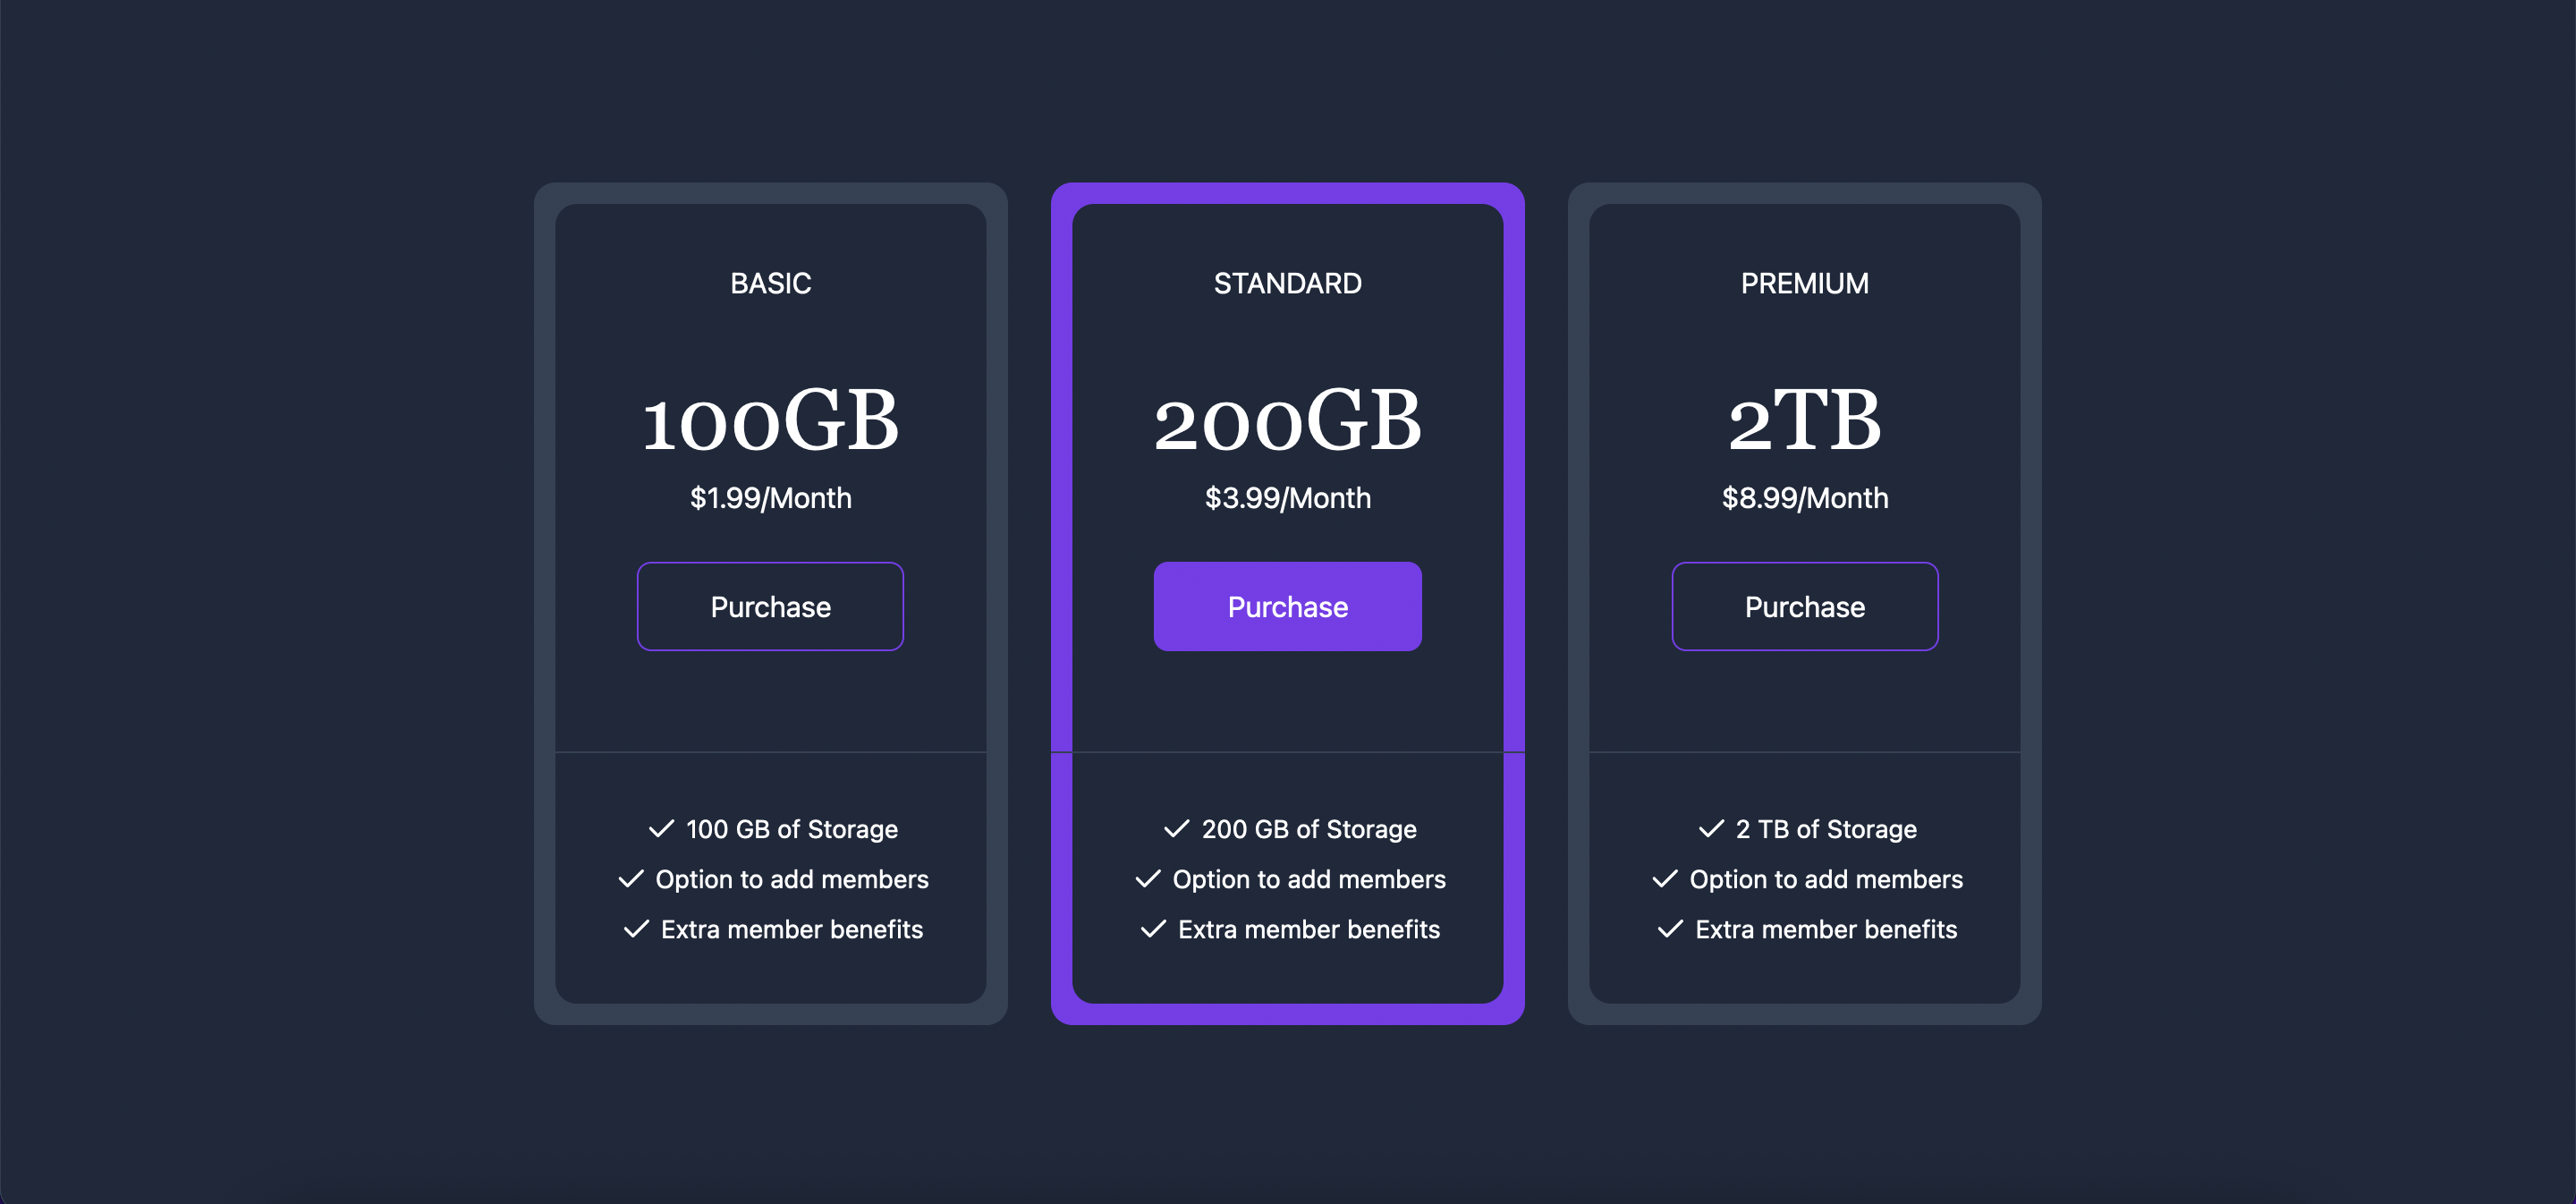 BASIC
100GB
$1.99/Month
Purchase
100 GB of Storage
Option to add members
Extra member benefits
STANDARD
200GB
$3.99/Month
Purchase
200 GB of Storage
Option to add members
Extra member benefits
PREMIUM
2TB
$8.99/Month
Purchase
2 TB of Storage
Option to add members
Extra member benefits